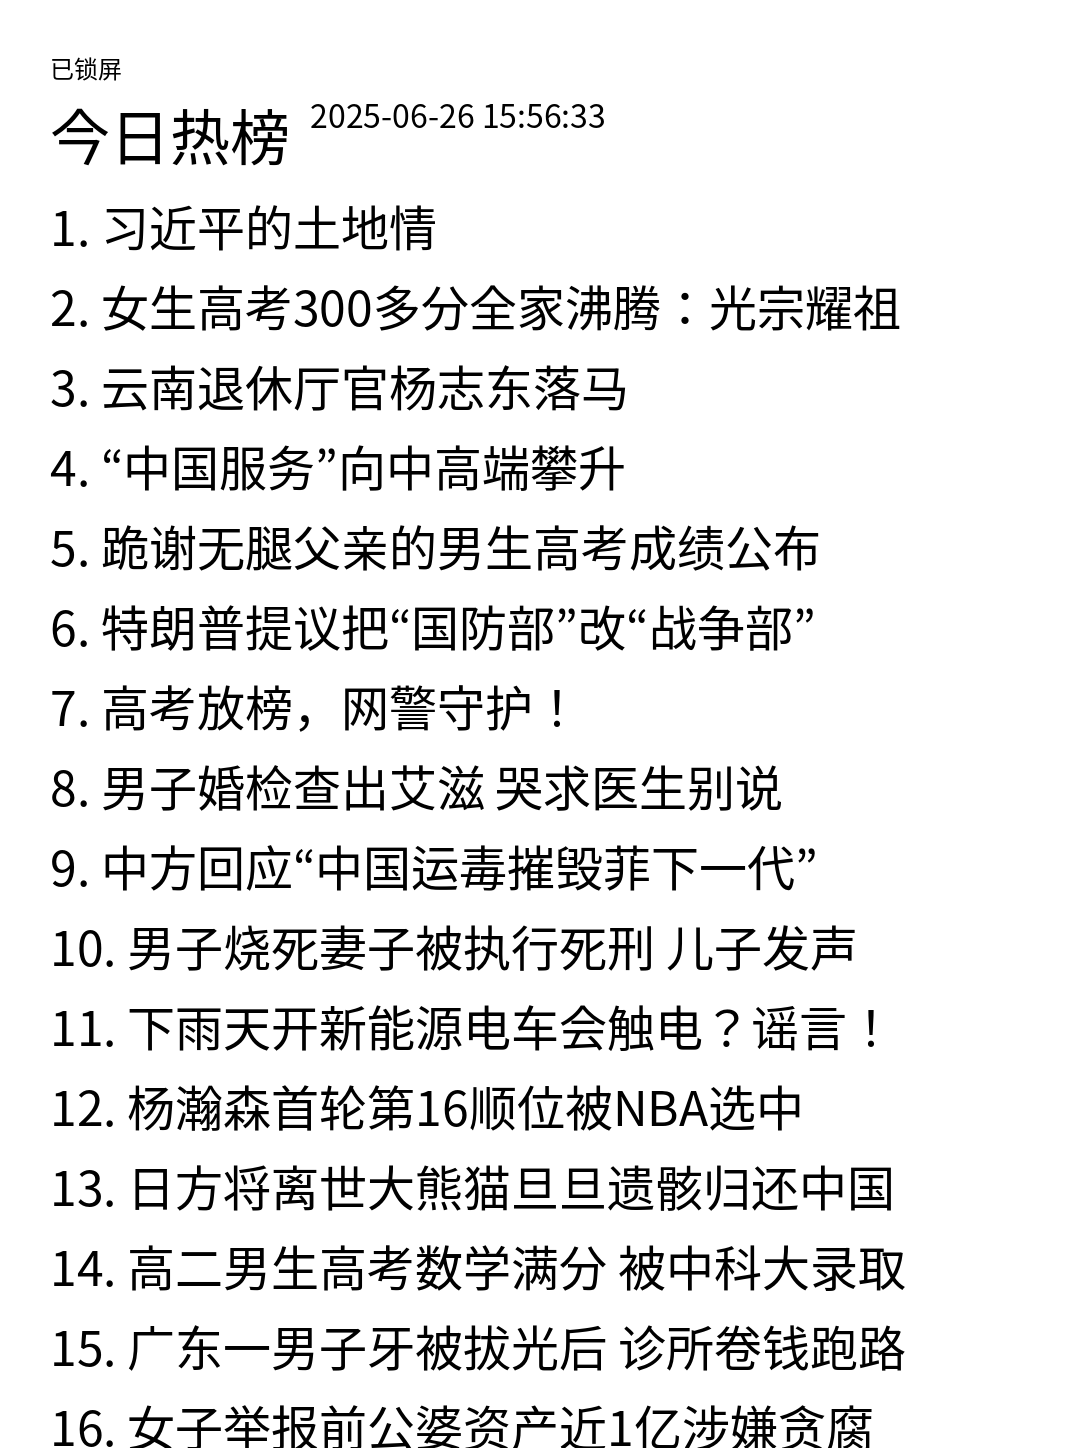 已锁屏
今日热榜 2025-06-26 15:56:33
1. 习近平的土地情
2. 女生高考300多分全家沸腾：光宗耀祖
3. 云南退休厅官杨志东落马
4. “中国服务”向中高端攀升
5. 跪谢无腿父亲的男生高考成绩公布
6. 特朗普提议把“国防部”改“战争部”
7. 高考放榜，网警守护！
8. 男子婚检查出艾滋 哭求医生别说
9. 中方回应“中国运毒摧毁菲下一代”
10. 男子烧死妻子被执行死刑 儿子发声
11. 下雨天开新能源电车会触电？谣言！
12. 杨瀚森首轮第16顺位被NBA选中
13. 日方将离世大熊猫旦旦遗骸归还中国
14. 高二男生高考数学满分 被中科大录取
15. 广东一男子牙被拔光后 诊所卷钱跑路
16. 女子举报前公婆资产近1亿涉嫌贪腐